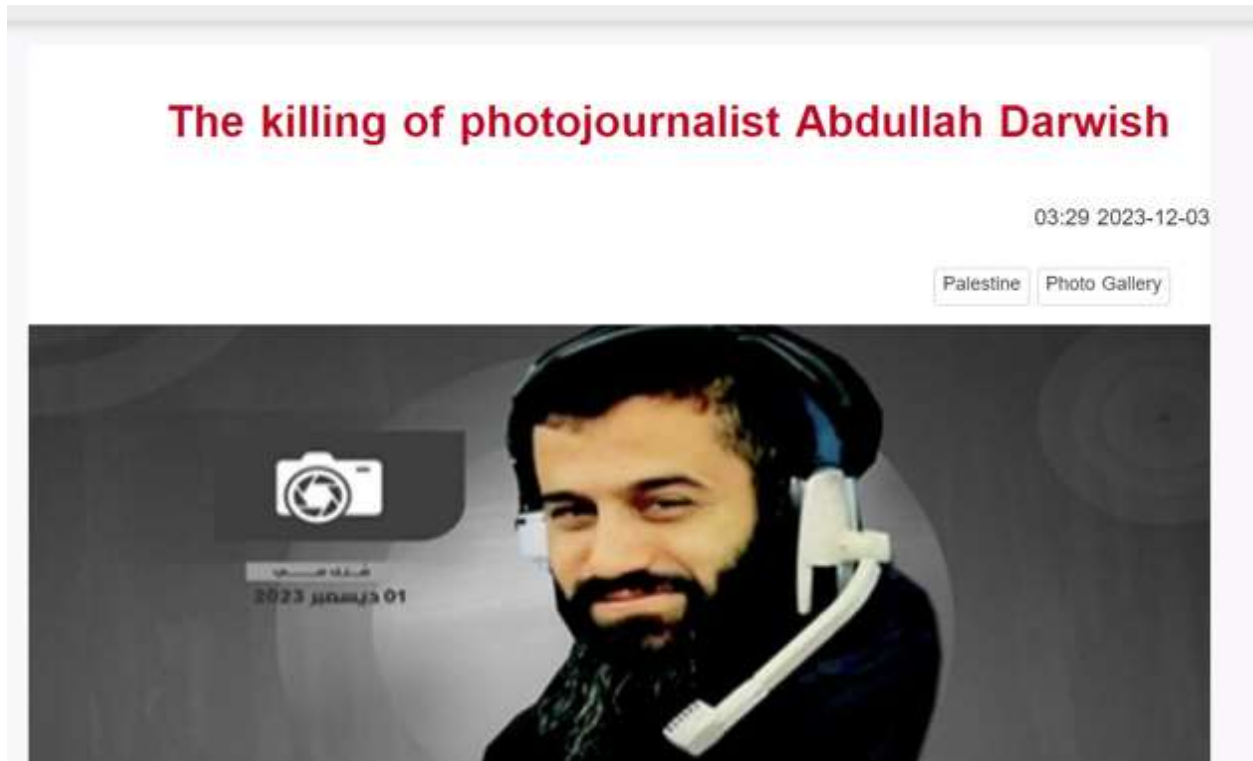 The killing of photojournalist Abdullah Darwish
03:29 2023-12-03
Palestine
Photo Gallery
01 ديسمبر 2023